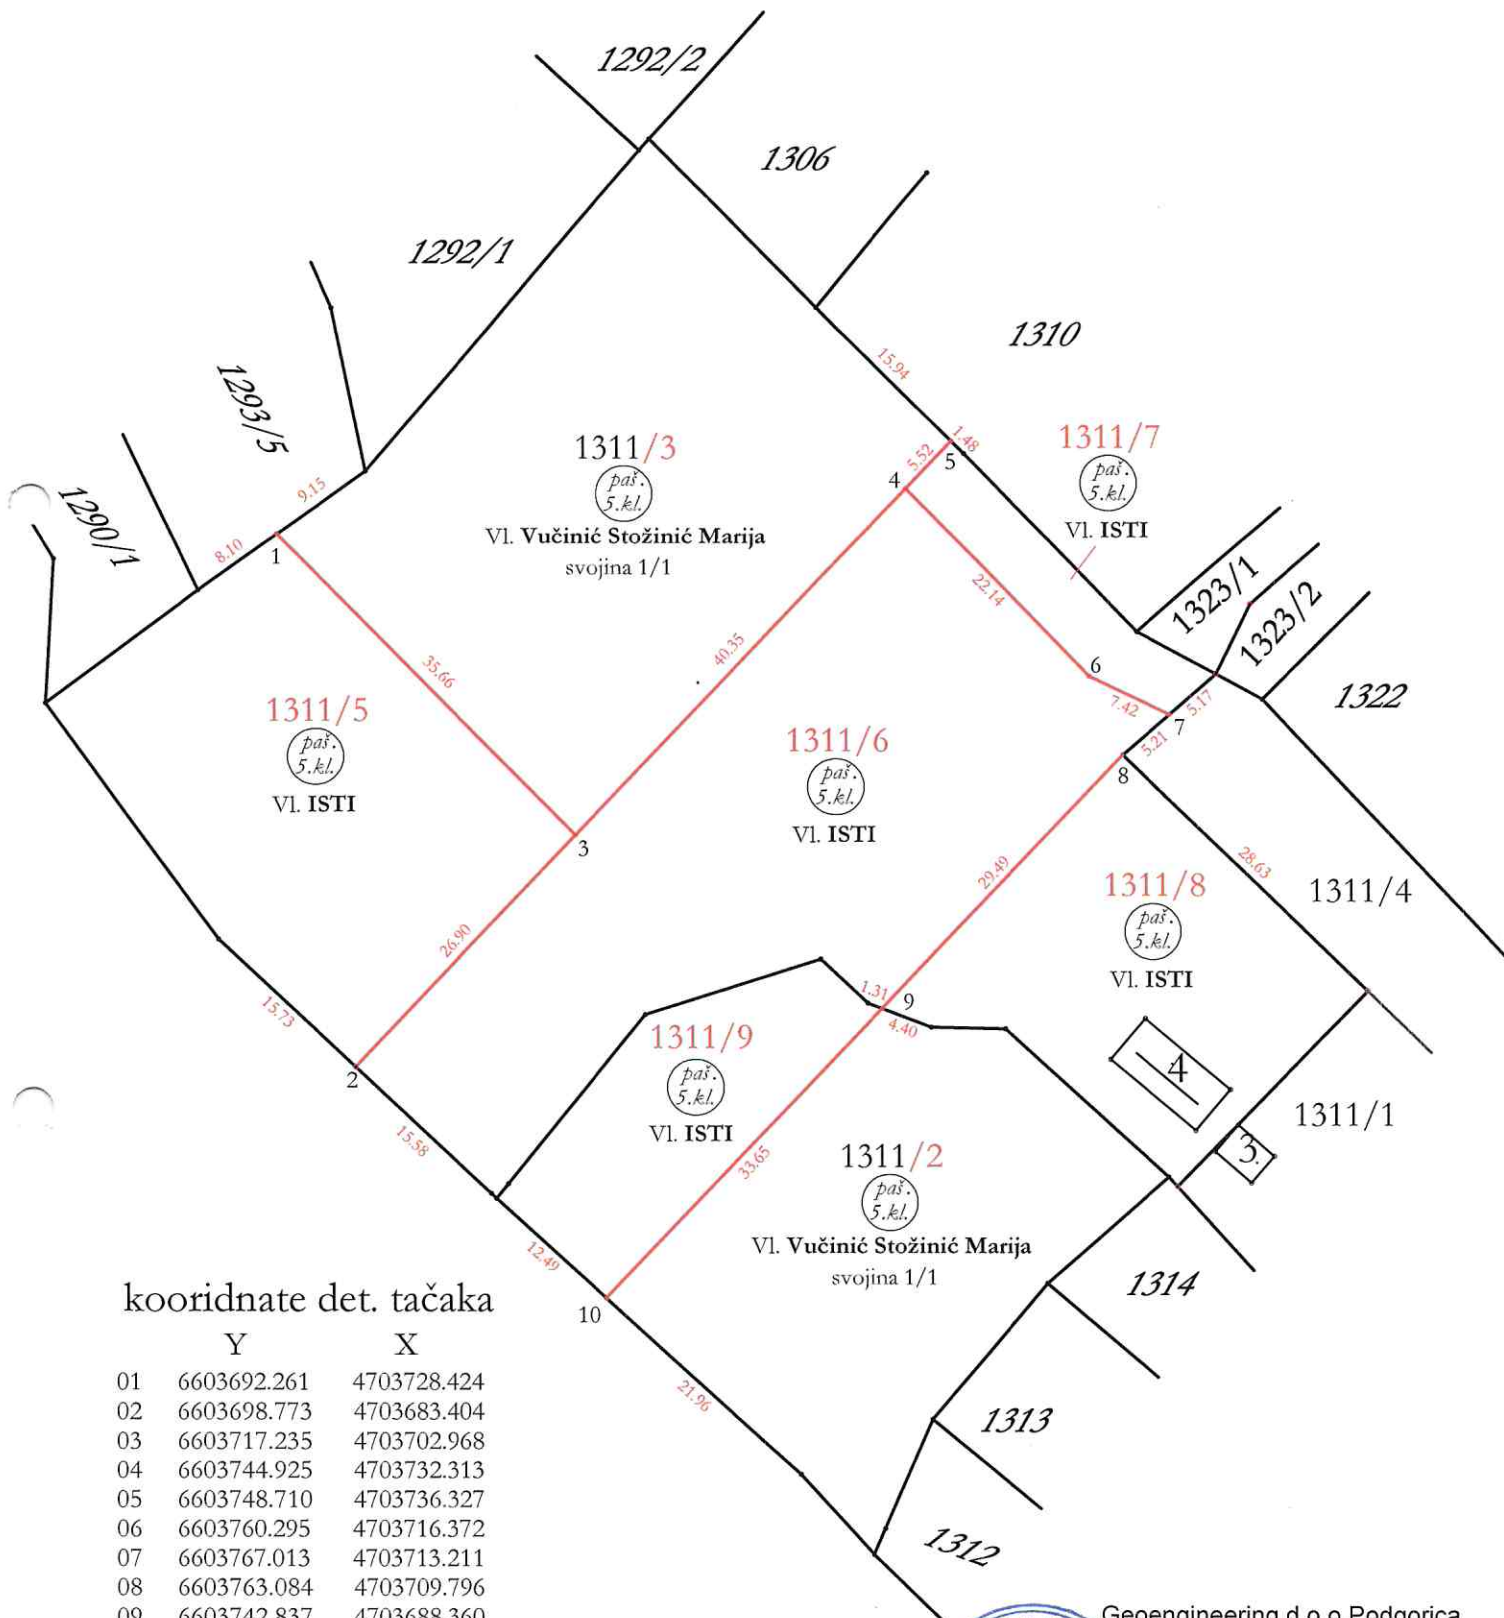 1292/2
1306
1292/1
1310
1293/5
1290/1
15.94
1.48
5.52
5
4
9.15
8.10
1
1311/3
paš.
5.kl.
Vl. Vučinić Stožinić Marija
svojina 1/1
1311/7
paš.
5.kl.
Vl. ISTI
1323/1
1323/2
1322
22.14
40.35
35.66
6
7.42
5.17
7
5.21
8
1311/5
paš.
5.kl.
Vl. ISTI
1311/6
paš.
5.kl.
Vl. ISTI
3
29.49
28.63
1311/8
paš.
5.kl.
Vl. ISTI
1311/4
26.90
15.73
2
1.31
9
4.40
1311/9
paš.
5.kl.
Vl. ISTI
4
3.
1311/1
15.58
33.65
1311/2
paš.
5.kl.
Vl. Vučinić Stožinić Marija
svojina 1/1
12.49
10
21.96
1314
1313
1312
kooridnate det. tačaka
Y X
01 6603692.261 4703728.424
02 6603698.773 4703683.404
03 6603717.235 4703702.968
04 6603744.925 4703732.313
05 6603748.710 4703736.327
06 6603760.295 4703716.372
07 6603767.013 4703713.211
08 6603763.084 4703709.796
09 6603742.837 4703688.360
Geoengineering d.o.o Podgorica